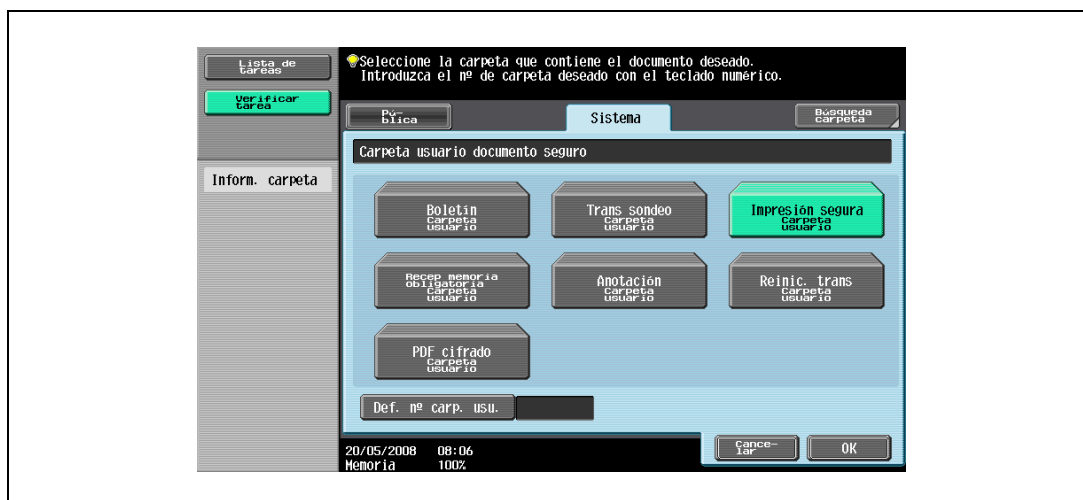 Lista de
tareas
Verificar
tarea
Inform. carpeta
Seleccione la carpeta que contiene el documento deseado.
Introduzca el nº de carpeta deseado con el teclado numérico.
Pú-
blica
Sistema
Búsqueda
carpeta
Carpeta usuario documento seguro
Boletín
Carpeta
usuario
Trans sondeo
Carpeta
usuario
Impresión segura
Carpeta
usuario
Recep memoria
obligatoria
Carpeta
usuario
Anotación
Carpeta
usuario
Reinic. trans
Carpeta
usuario
PDF cifrado
Carpeta
usuario
Def. nº carp. usu.
Cance-
lar
OK
20/05/2008 08:06
Memoria 100%